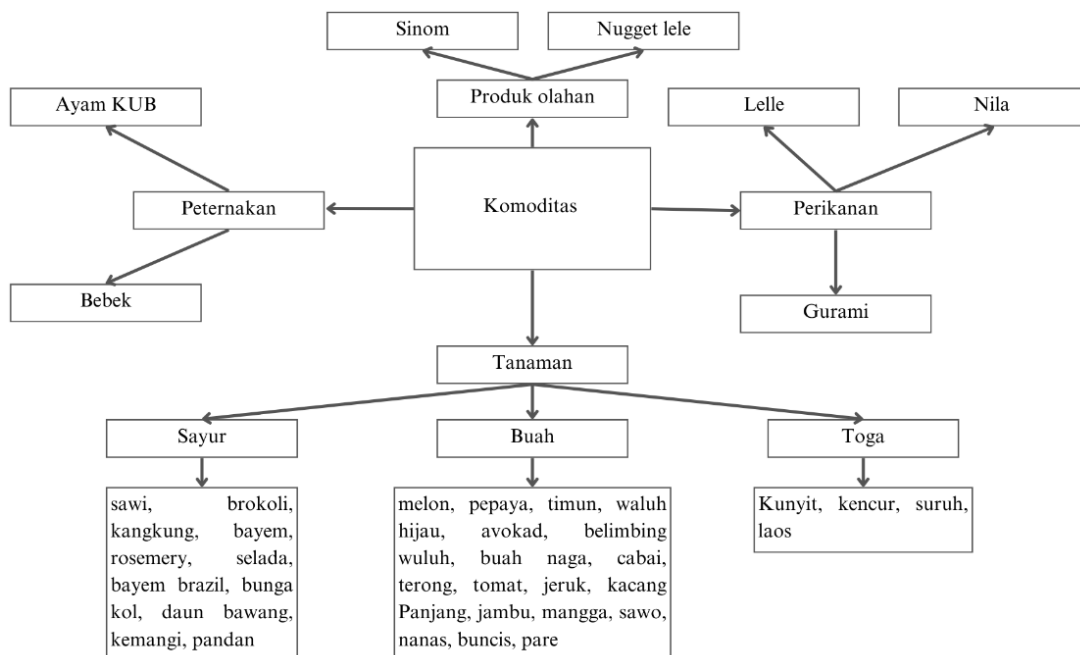 Sinom
Nugget lele
Produk olahan
Ayam KUB
Lelle
Nila
Peternakan
Komoditas
Perikanan
Bebek
Gurami
Tanaman
Sayur
Buah
Toga
sawi, brokoli,
kangkung, bayem,
rosemery, selada,
bayem brazil, bunga
kol, daun bawang,
kemangi, pandan
melon, pepaya, timun, waluh
hijau, avokad, belimbing
wuluh, buah naga, cabai,
terong, tomat, jeruk, kacang
Panjang, jambu, mangga, sawo,
nanas, buncis, pare
Kunyit, kencur, suruh,
laos